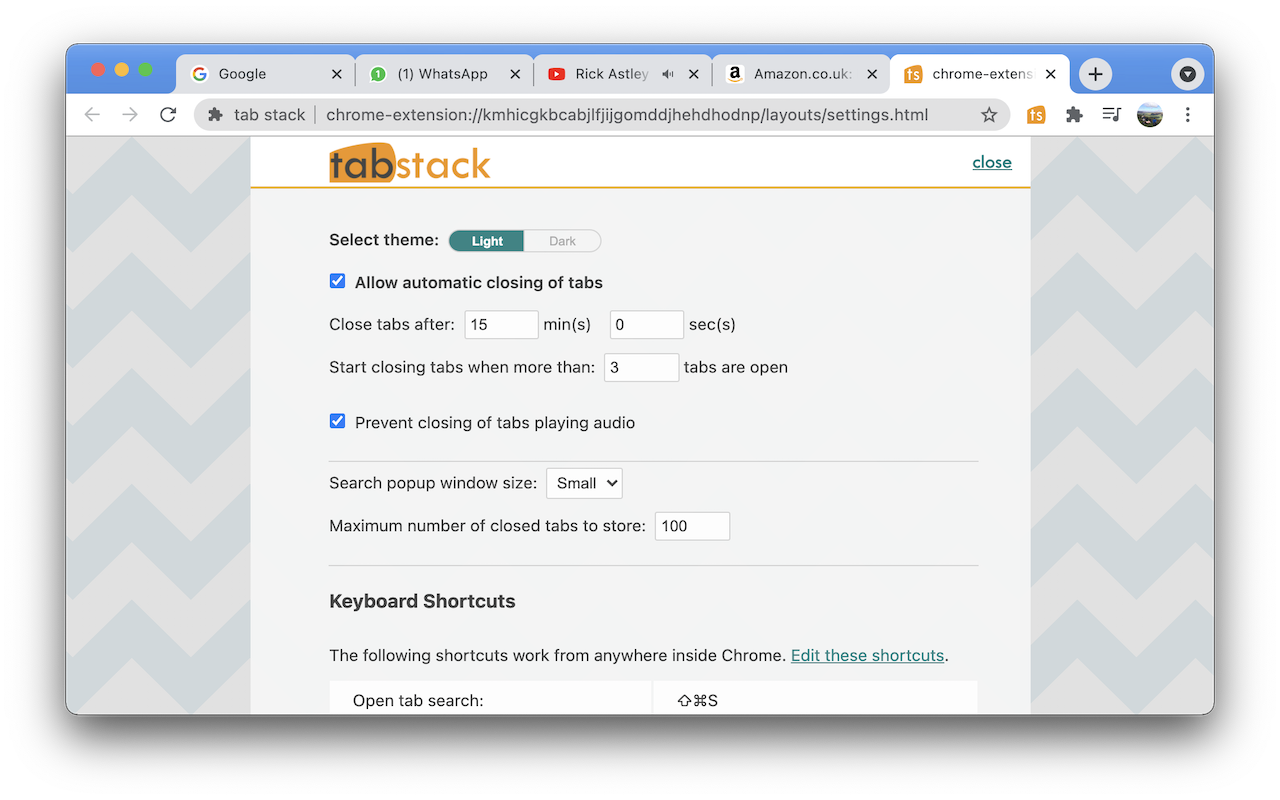 Google
(1) WhatsApp
Rick Astley
Amazon.co.uk:
ts chrome-extens
tab stack chrome-extension://kmhicgkbcabjlfjijgomddjhehdhodnp/layouts/settings.html ts
tabstack
close
Select theme: Light Dark
Allow automatic closing of tabs
Close tabs after: 15 min(s) 0 sec(s)
Start closing tabs when more than: 3 tabs are open
Prevent closing of tabs playing audio
Search popup window size: Small
Maximum number of closed tabs to store: 100
Keyboard Shortcuts
The following shortcuts work from anywhere inside Chrome. Edit these shortcuts.
Open tab search: ⇧⌘S